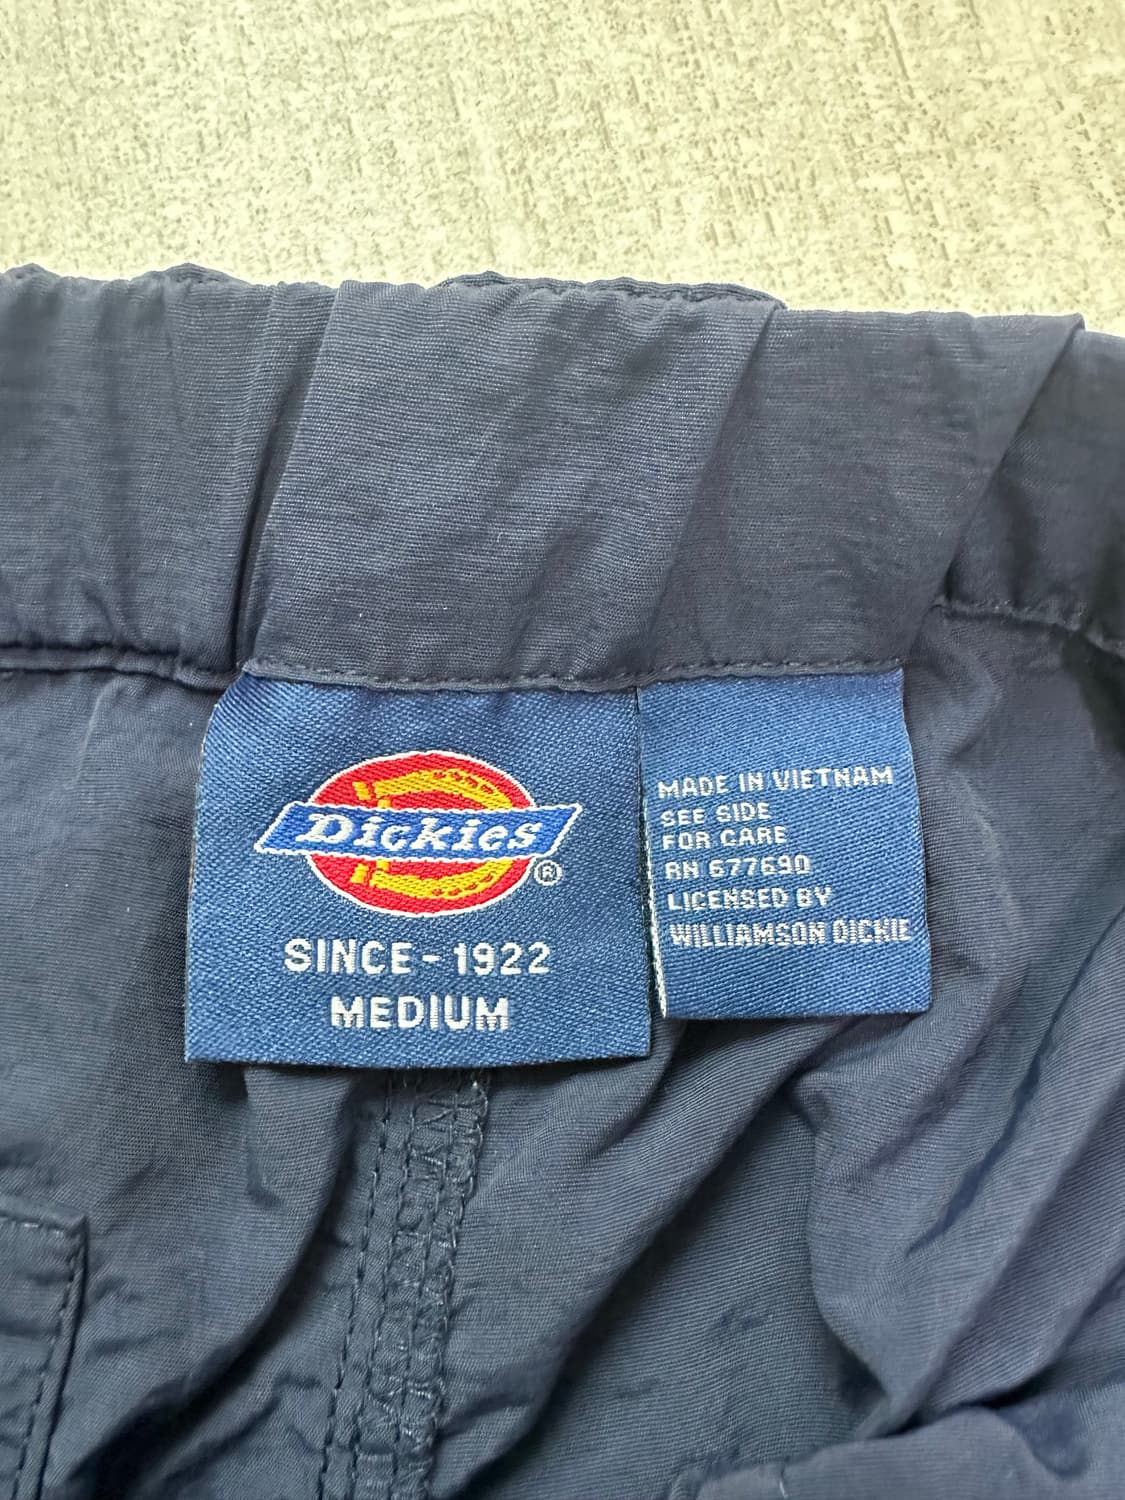 Dickies®
SINCE - 1922
MEDIUM
MADE IN VIETNAM
SEE SIDE
FOR CARE
RN 677690
LICENSED BY
WILLIAMSON DICKIE